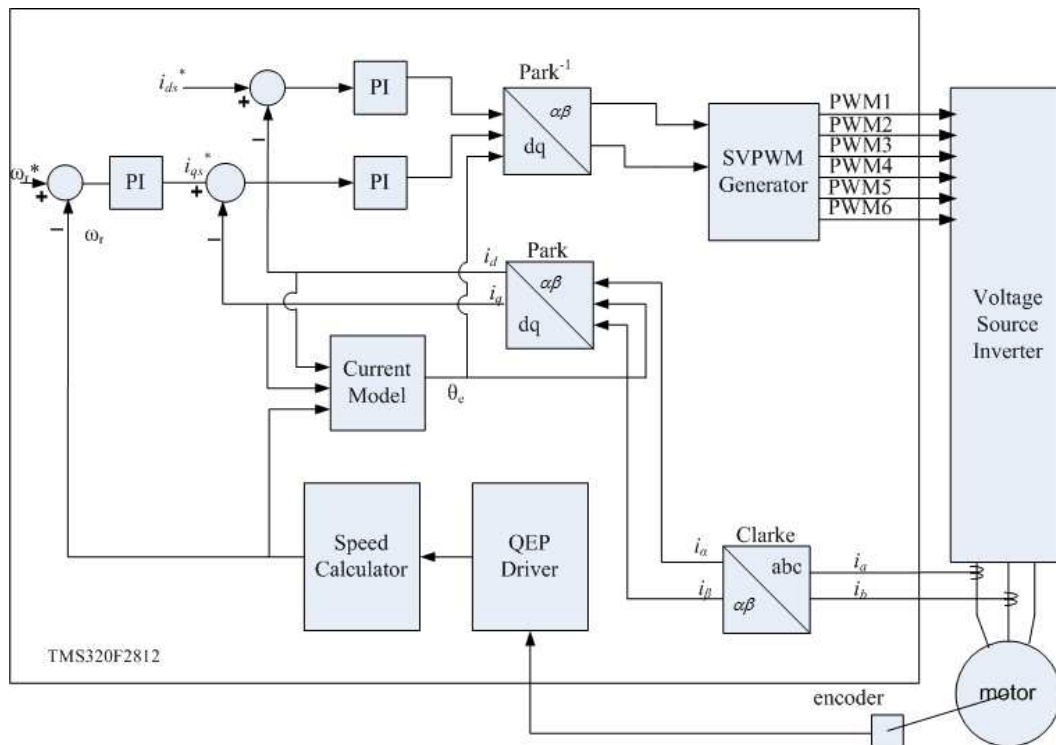 Park⁻¹
i_ds*
+
−
PI
αβ
dq
SVPWM
Generator
PWM1
PWM2
PWM3
PWM4
PWM5
PWM6
ω_r*
+
−
ω_r
PI
i_qs*
+
−
PI
Park
i_d
i_q
αβ
dq
Voltage
Source
Inverter
Current
Model
θ_e
Speed
Calculator
QEP
Driver
Clarke
i_α
i_β
abc
αβ
i_a
i_b
TMS320F2812
encoder
motor